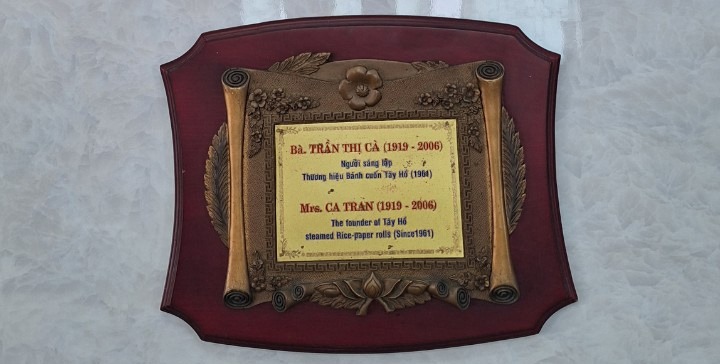 Bà. TRẦN THỊ CẢ (1919 - 2006)
Người sáng lập
Thương hiệu Bánh cuốn Tây Hồ (1961)
Mrs. CA TRAN (1919 - 2006)
The founder of Tây Hồ
steamed Rice-paper rolls (Since1961)